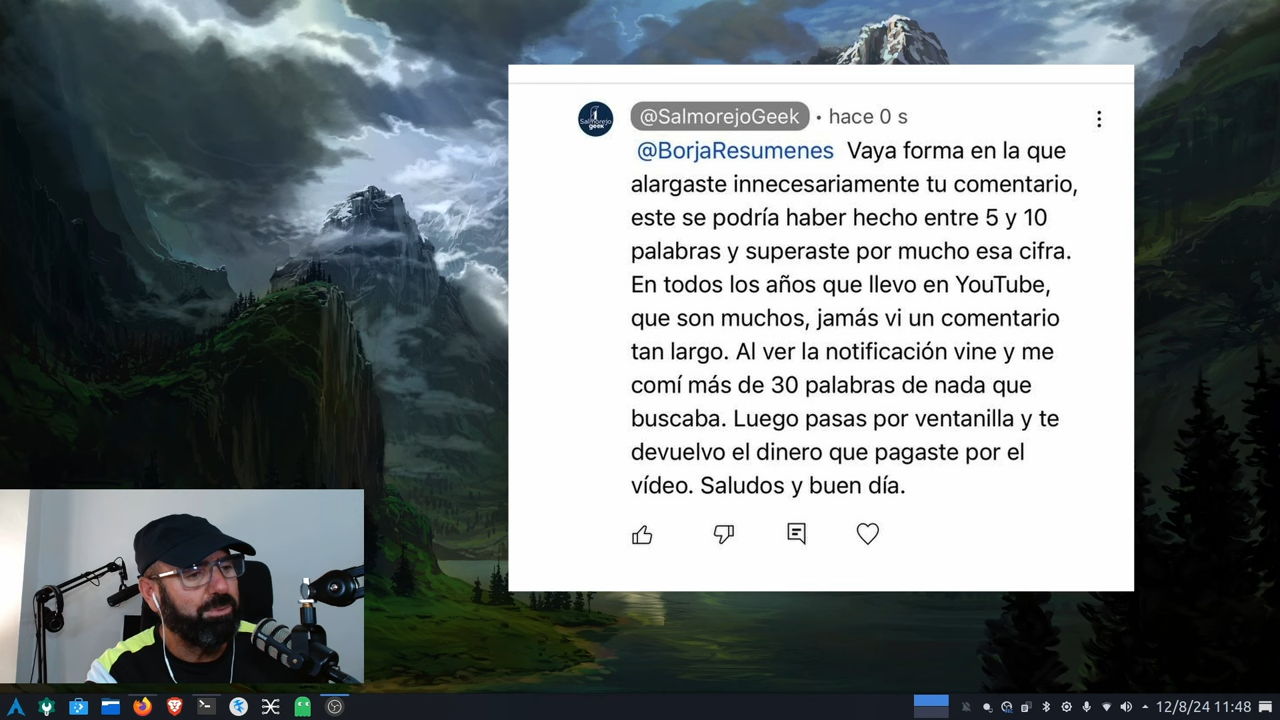 @SalmorejoGeek • hace 0 s
Salmorejo
geek
@BorjaResumenes Vaya forma en la que
alargaste innecesariamente tu comentario,
este se podría haber hecho entre 5 y 10
palabras y superaste por mucho esa cifra.
En todos los años que llevo en YouTube,
que son muchos, jamás vi un comentario
tan largo. Al ver la notificación vine y me
comí más de 30 palabras de nada que
buscaba. Luego pasas por ventanilla y te
devuelvo el dinero que pagaste por el
vídeo. Saludos y buen día.
12/8/24 11:48